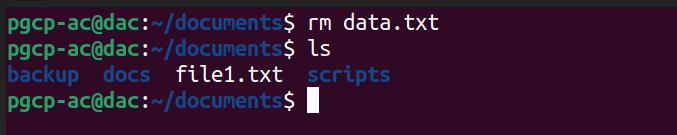 pgcp-ac@dac:~/documents$ rm data.txt
pgcp-ac@dac:~/documents$ ls
backup  docs  file1.txt  scripts
pgcp-ac@dac:~/documents$